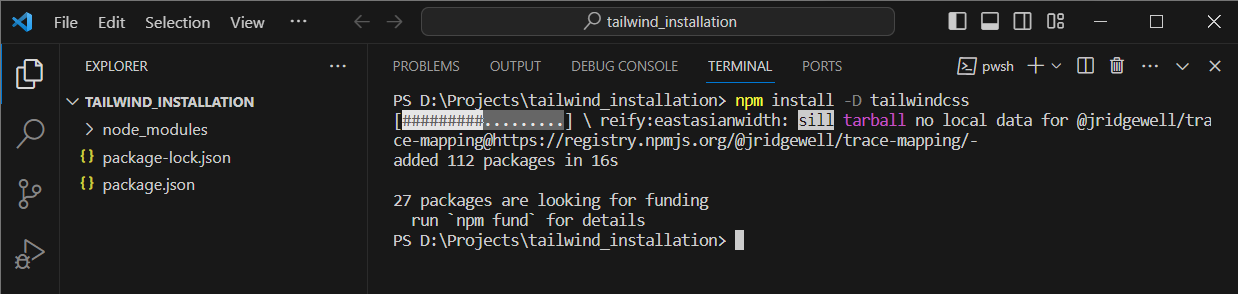 File Edit Selection View ···
tailwind_installation
EXPLORER ···
TAILWIND_INSTALLATION
node_modules
{} package-lock.json
{} package.json
PROBLEMS OUTPUT DEBUG CONSOLE TERMINAL PORTS
pwsh
PS D:\Projects\tailwind_installation> npm install -D tailwindcss
[#########.........] \ reify:eastasianwidth: sill tarball no local data for @jridgewell/tra
ce-mapping@https://registry.npmjs.org/@jridgewell/trace-mapping/-
added 112 packages in 16s
27 packages are looking for funding
run `npm fund` for details
PS D:\Projects\tailwind_installation>